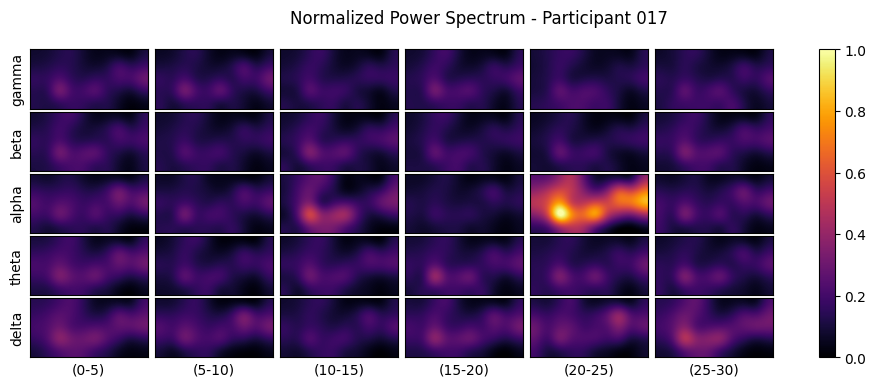 Normalized Power Spectrum - Participant 017
gamma
beta
alpha
theta
delta
(0-5) (5-10) (10-15) (15-20) (20-25) (25-30)
1.0
0.8
0.6
0.4
0.2
0.0